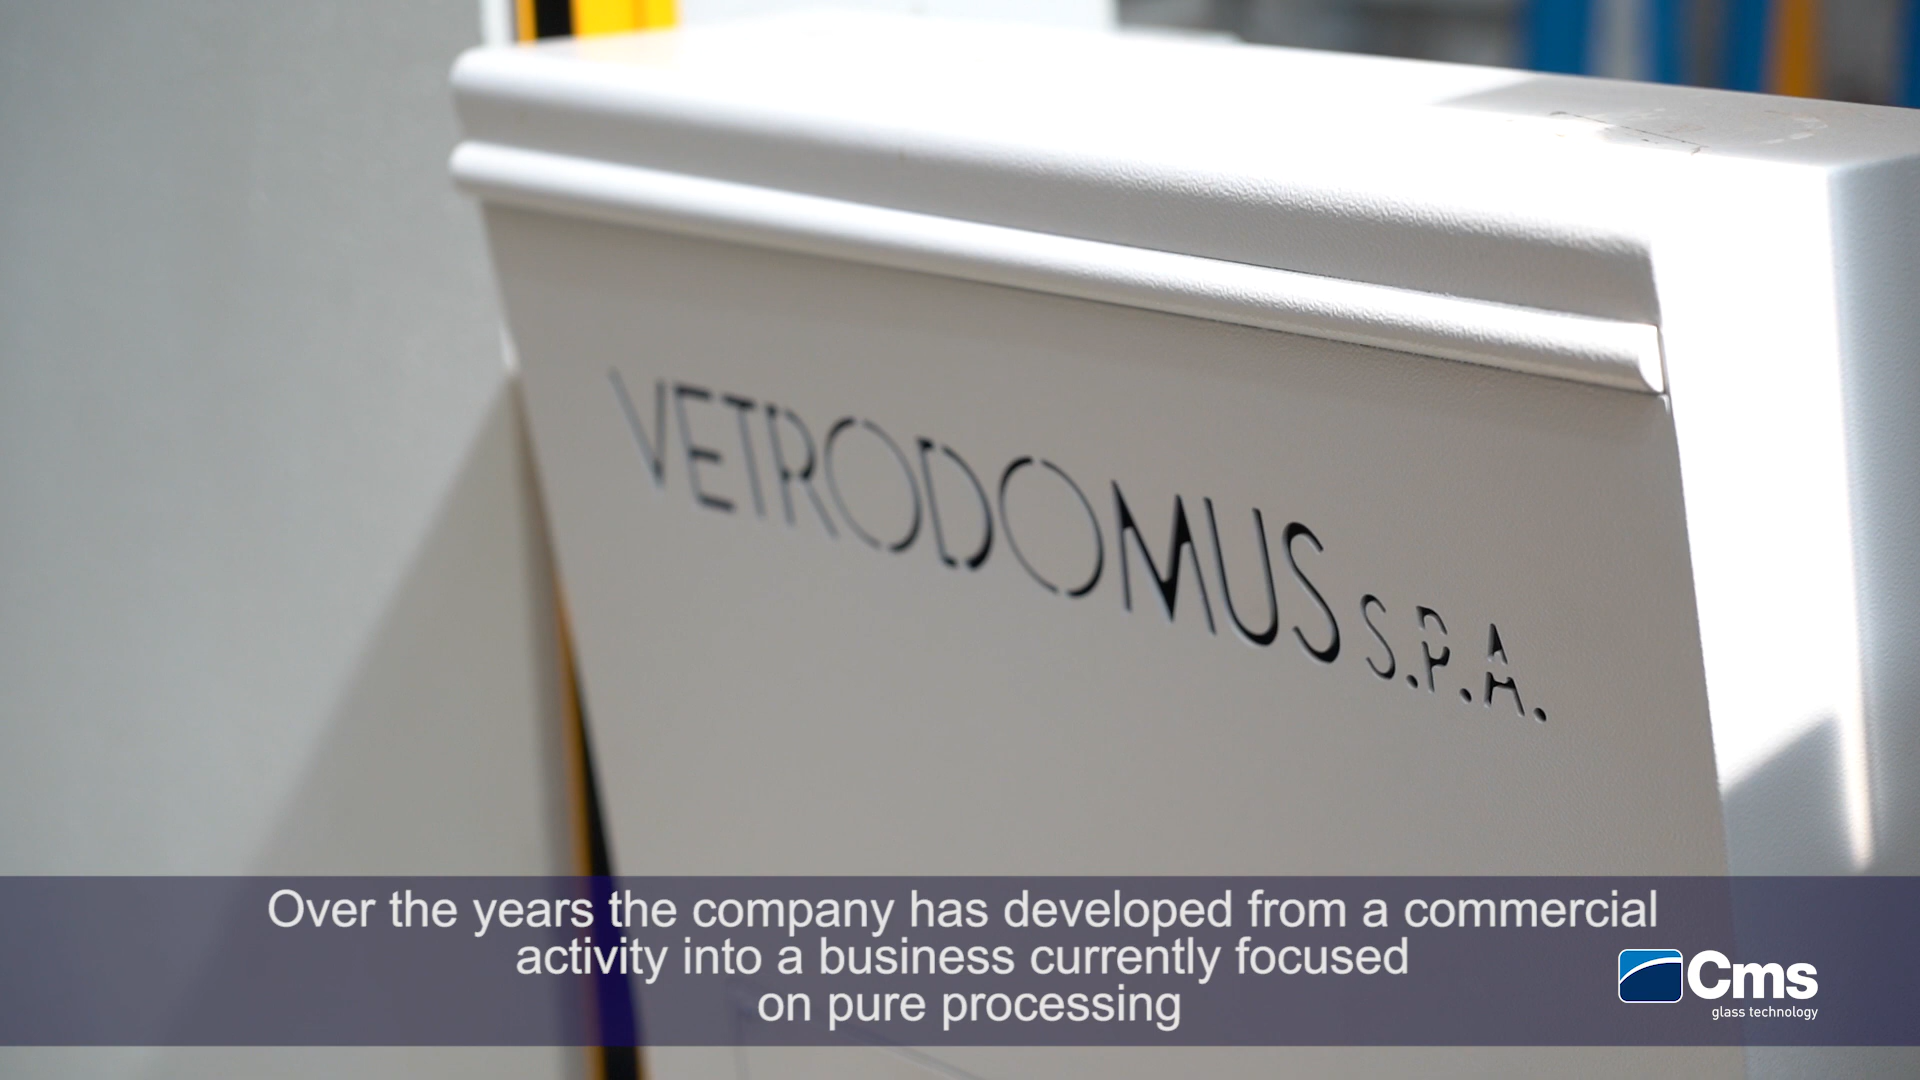 VETRODOMUS S.P.A.
Over the years the company has developed from a commercial
activity into a business currently focused
on pure processing
Cms
glass technology